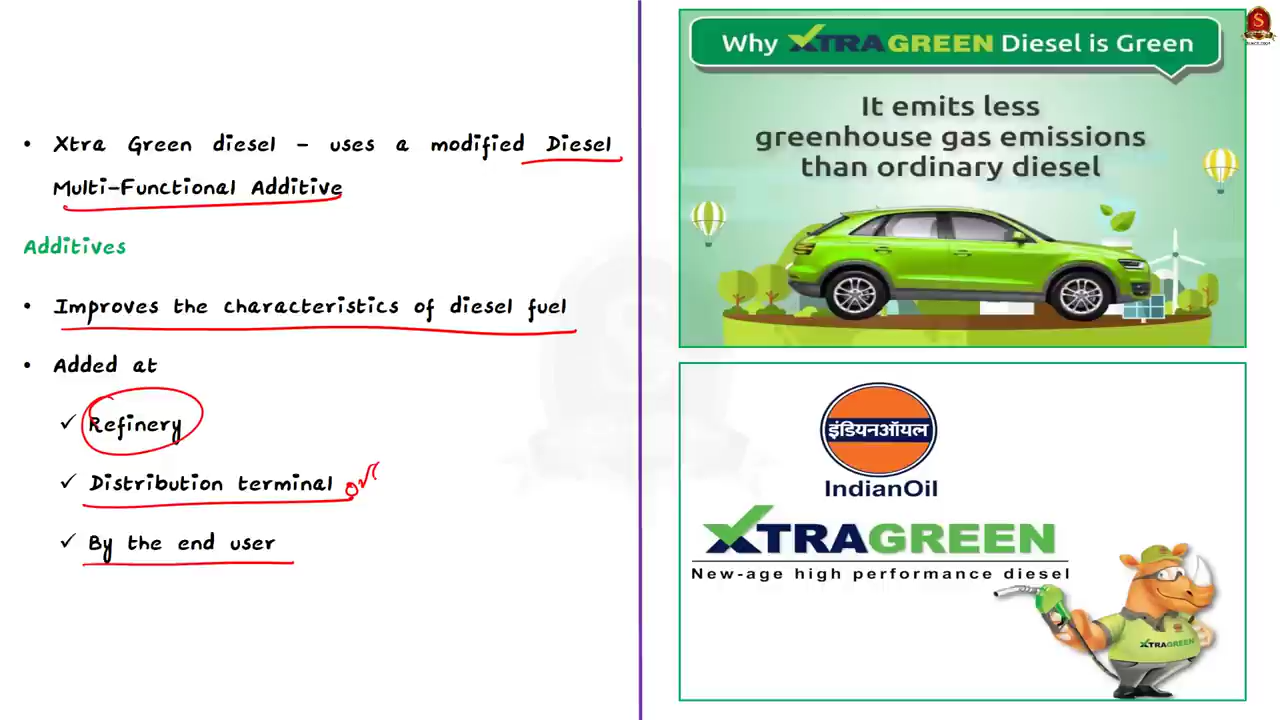 • Xtra Green diesel – uses a modified Diesel
Multi-Functional Additive
Additives
• Improves the characteristics of diesel fuel
• Added at
✓ Refinery
✓ Distribution terminal or
✓ By the end user
Why XTRAGREEN Diesel is Green
It emits less
greenhouse gas emissions
than ordinary diesel
इंडियनऑयल
IndianOil
XTRAGREEN
New-age high performance diesel
XTRAGREEN